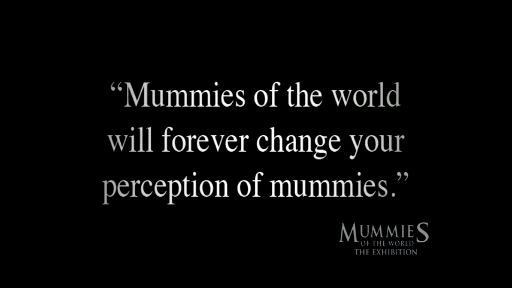 “Mummies of the world
will forever change your
perception of mummies.”
MUMMIES
OF THE WORLD
THE EXHIBITION